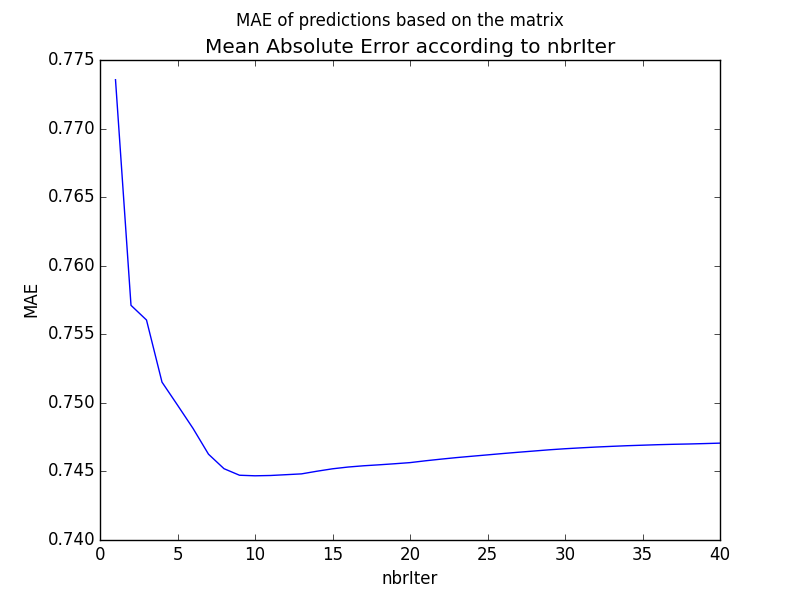 MAE of predictions based on the matrix
Mean Absolute Error according to nbrIter
0.775
0.770
0.765
0.760
0.755
0.750
0.745
0.740
MAE
0 5 10 15 20 25 30 35 40
nbrIter